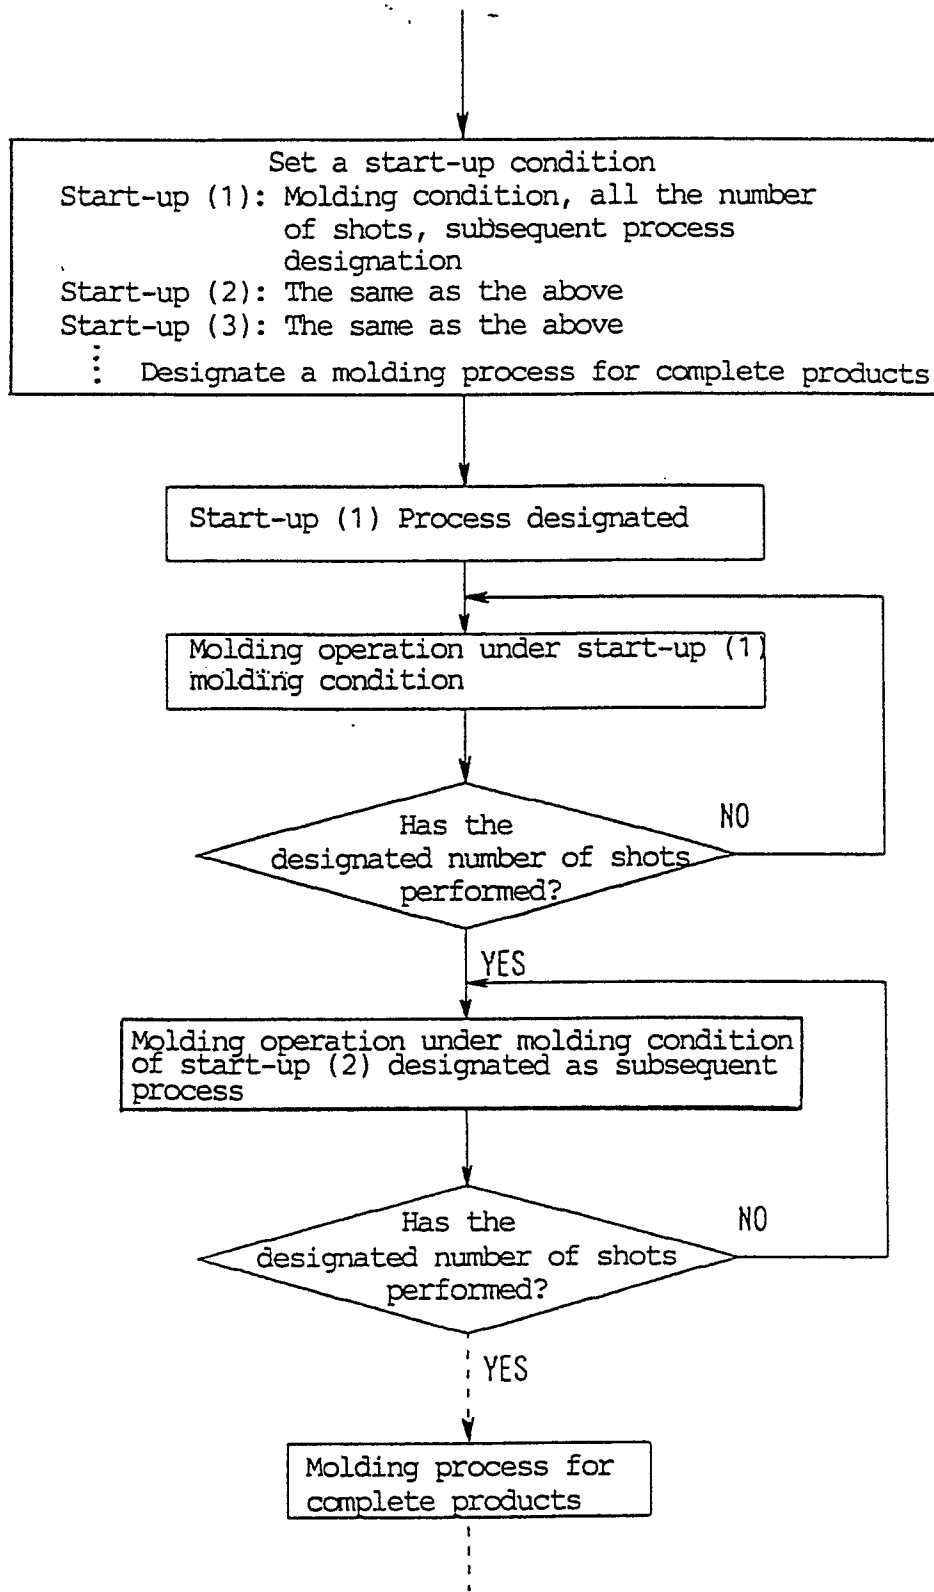 Set a start-up condition
Start-up (1): Molding condition, all the number
of shots, subsequent process
designation
Start-up (2): The same as the above
Start-up (3): The same as the above
Designate a molding process for complete products
Start-up (1) Process designated
Molding operation under start-up (1)
molding condition
Has the
designated number of shots
performed?
NO
YES
Molding operation under molding condition
of start-up (2) designated as subsequent
process
Has the
designated number of shots
performed?
NO
YES
Molding process for
complete products